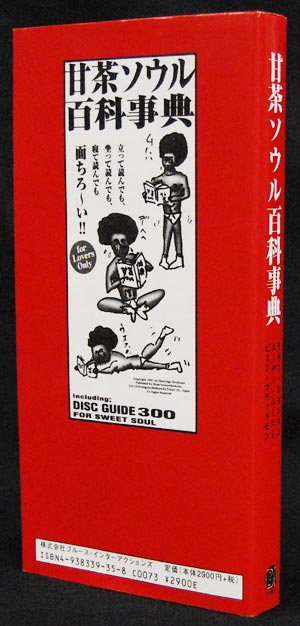 甘茶ソウル
百科事典
立って読んでも、
坐って読んでも、
寝て読んでも
面ちろ〜い!!
for
Lovers
Only
including;
DISC GUIDE 300
FOR SWEET SOUL
株式会社ブルース・インターアクションズ
定価[本体2900円+税]
ISBN4-938339-35-8 C0073 ¥2900E
甘茶ソウル百科事典